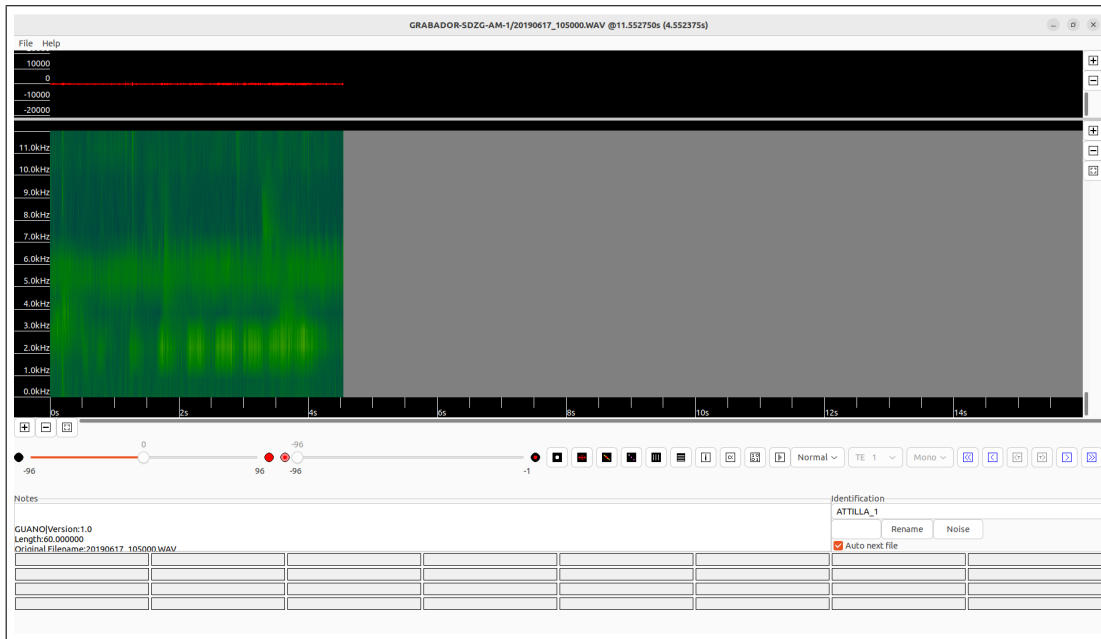 GRABADOR-SDZG-AM-1/20190617_105000.WAV @11.552750s (4.552375s)
File Help
10000
0
-10000
-20000
11.0kHz
10.0kHz
9.0kHz
8.0kHz
7.0kHz
6.0kHz
5.0kHz
4.0kHz
3.0kHz
2.0kHz
1.0kHz
0.0kHz
0s 2s 4s 6s 8s 10s 12s 14s
0 -96
Normal TE 1 Mono
-96 96 -96 -1
Notes Identification
ATTILLA_1
GUANO|Version:1.0 Rename Noise
Length:60.000000
Original Filename:20190617_105000.WAV Auto next file